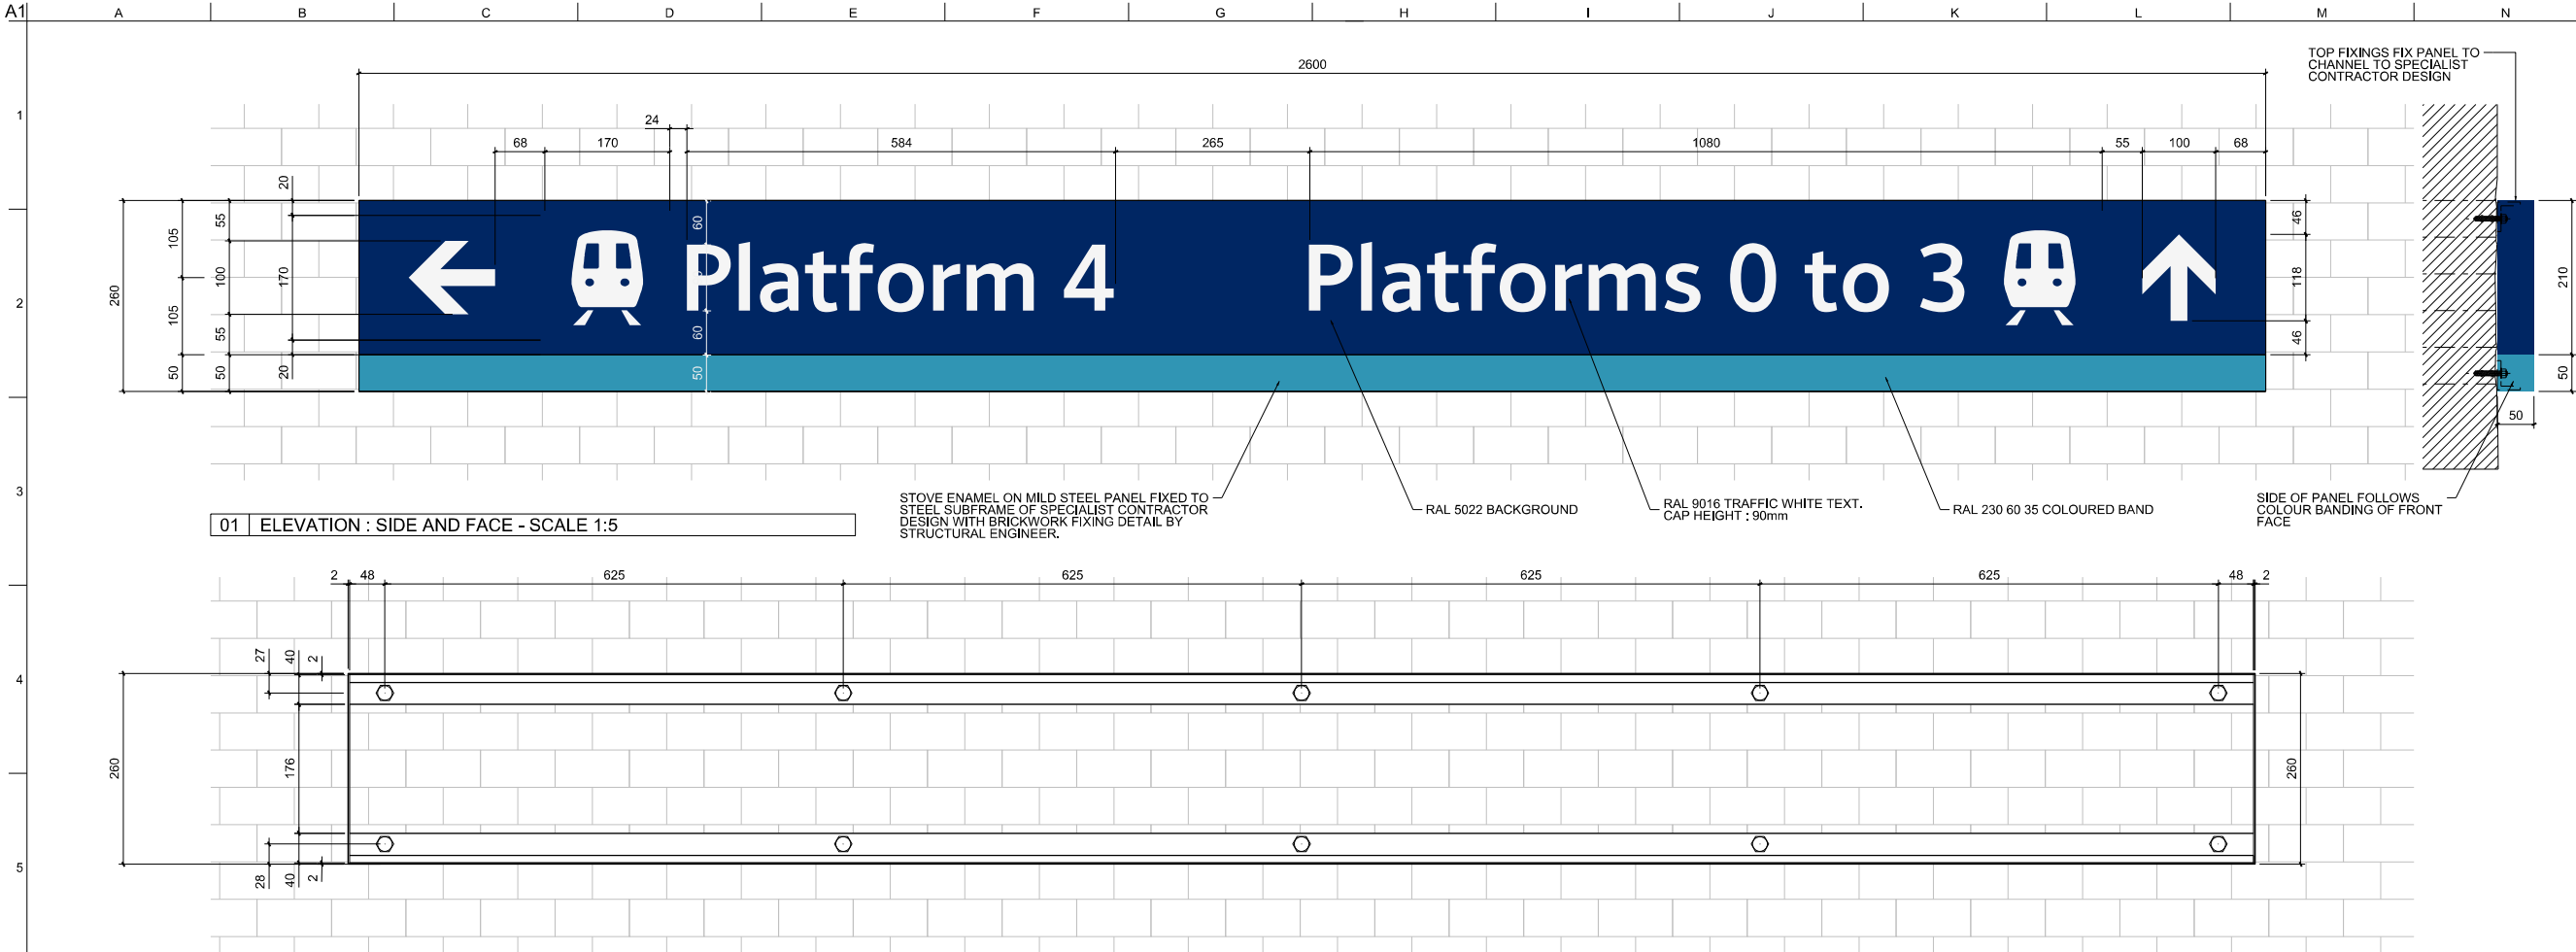 A1 A B C D E F G H I J K L M N
TOP FIXINGS FIX PANEL TO
CHANNEL TO SPECIALIST
CONTRACTOR DESIGN
2600
1
24
68 170 584 265 1080 55 100 68
20
55
105
100
170
260
105
55
20
50
50
60
60
50
Platform 4
Platforms 0 to 3
46
118
46
210
50
50
2
3
STOVE ENAMEL ON MILD STEEL PANEL FIXED TO
STEEL SUBFRAME OF SPECIALIST CONTRACTOR
DESIGN WITH BRICKWORK FIXING DETAIL BY
STRUCTURAL ENGINEER.
RAL 5022 BACKGROUND
RAL 9016 TRAFFIC WHITE TEXT.
CAP HEIGHT : 90mm
RAL 230 60 35 COLOURED BAND
SIDE OF PANEL FOLLOWS
COLOUR BANDING OF FRONT
FACE
01 ELEVATION : SIDE AND FACE - SCALE 1:5
2 48 625 625 625 625 48 2
27 40 2
4
260
176
260
28 40 2
5